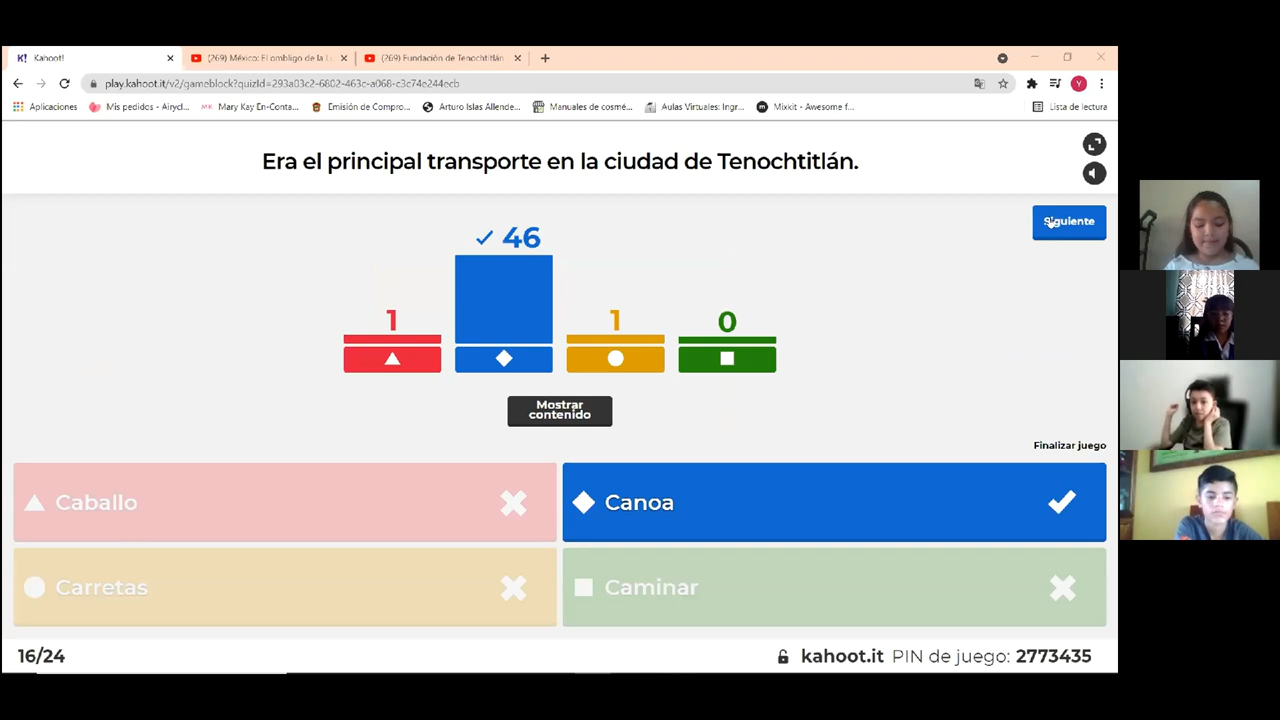 Kahoot!
(269) México: El ombligo de la L
(269) Fundación de Tenochtitlán
play.kahoot.it/v2/gameblock?quizId=293a03c2-6802-463c-a068-c3c74e244ecb
Y
Aplicaciones
Mis pedidos - Airycl...
MK Mary Kay En-Conta...
Emisión de Compro...
Arturo Islas Allende...
Manuales de cosmé...
Aulas Virtuales: Ingr...
Mixkit - Awesome f...
Lista de lectura
Era el principal transporte en la ciudad de Tenochtitlán.
Siguiente
46
1
1
0
Mostrar
contenido
Finalizar juego
Caballo
Canoa
Carretas
Caminar
16/24
kahoot.it PIN de juego: 2773435